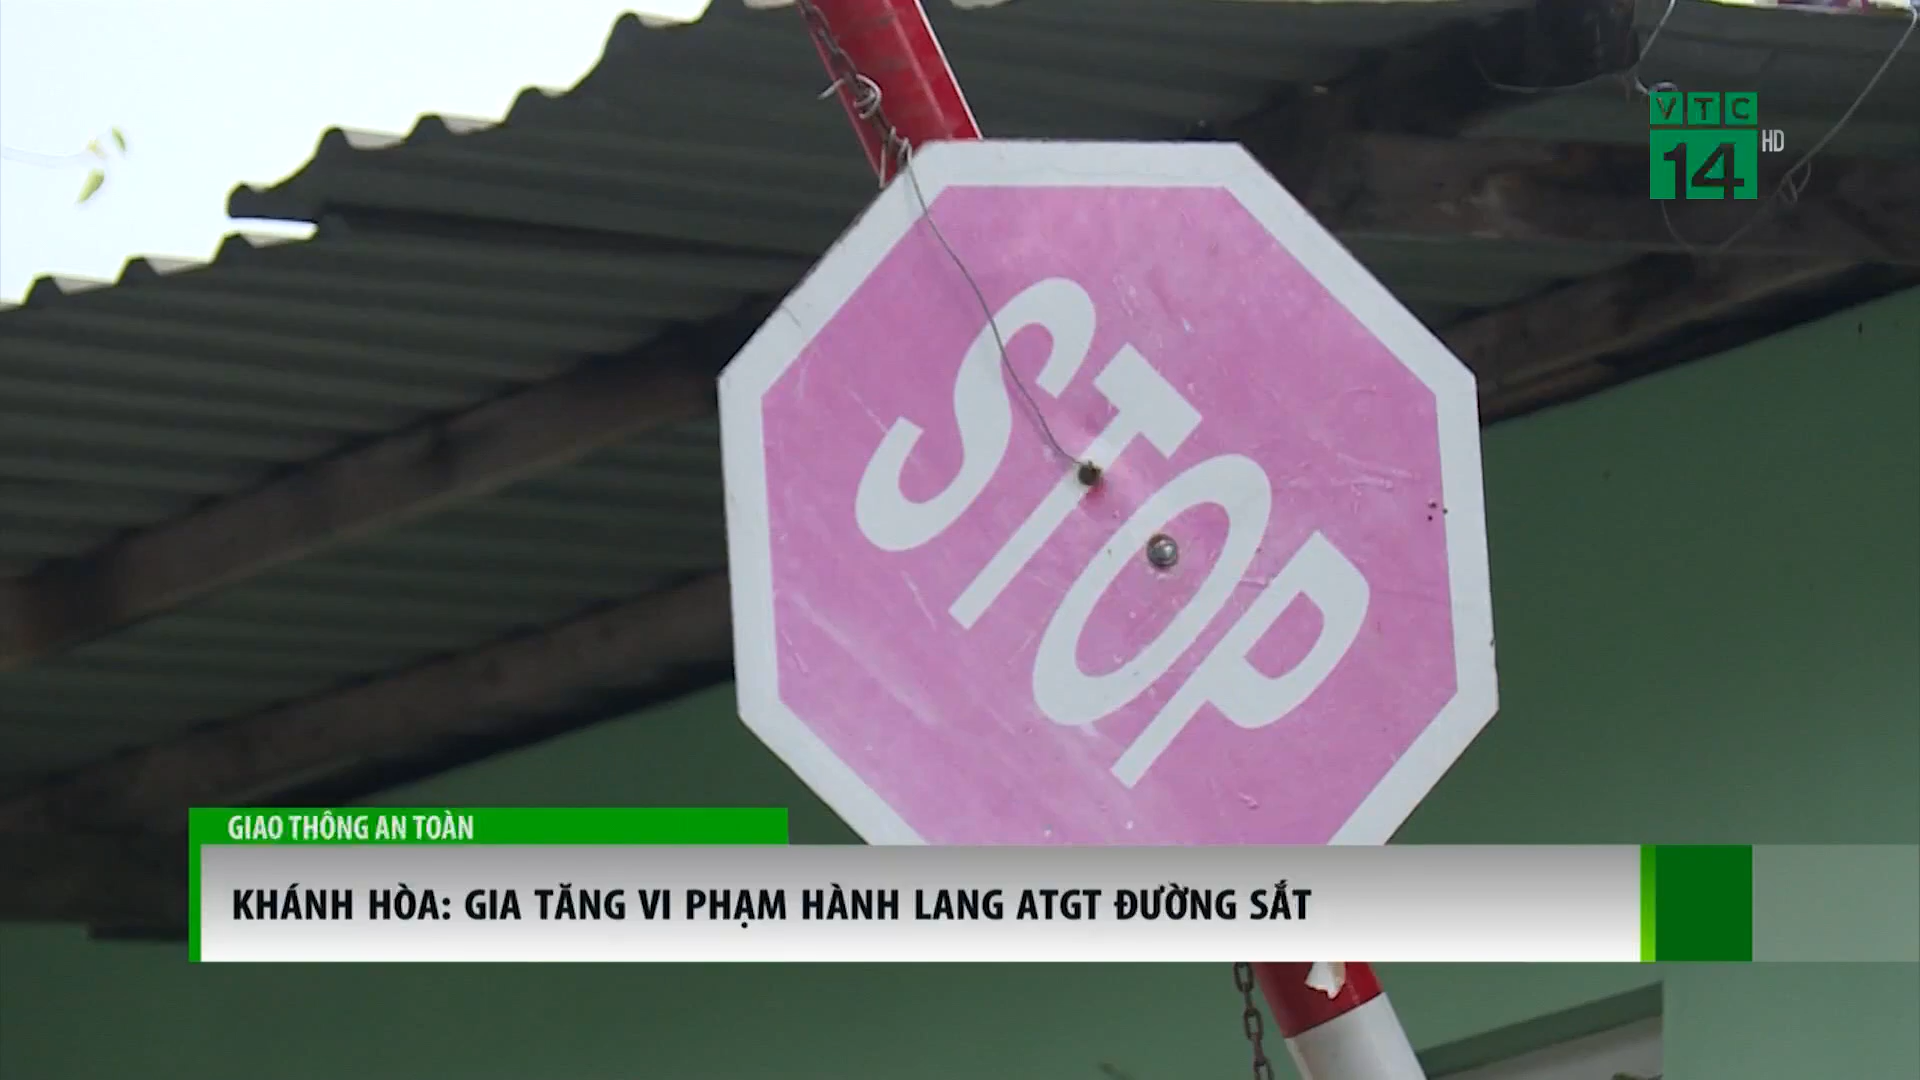 VTC
14 HD
STOP
GIAO THÔNG AN TOÀN
KHÁNH HÒA: GIA TĂNG VI PHẠM HÀNH LANG ATGT ĐƯỜNG SẮT